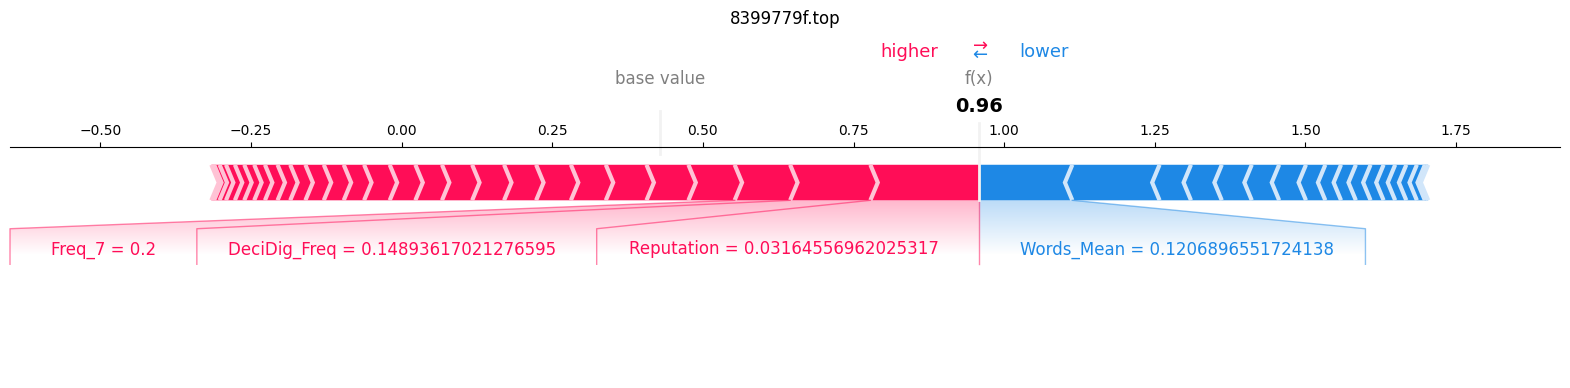 8399779f.top
higher ⇄ lower
base value f(x)
0.96
−0.50 −0.25 0.00 0.25 0.50 0.75 1.00 1.25 1.50 1.75
Freq_7 = 0.2 DeciDig_Freq = 0.14893617021276595 Reputation = 0.03164556962025317 Words_Mean = 0.1206896551724138